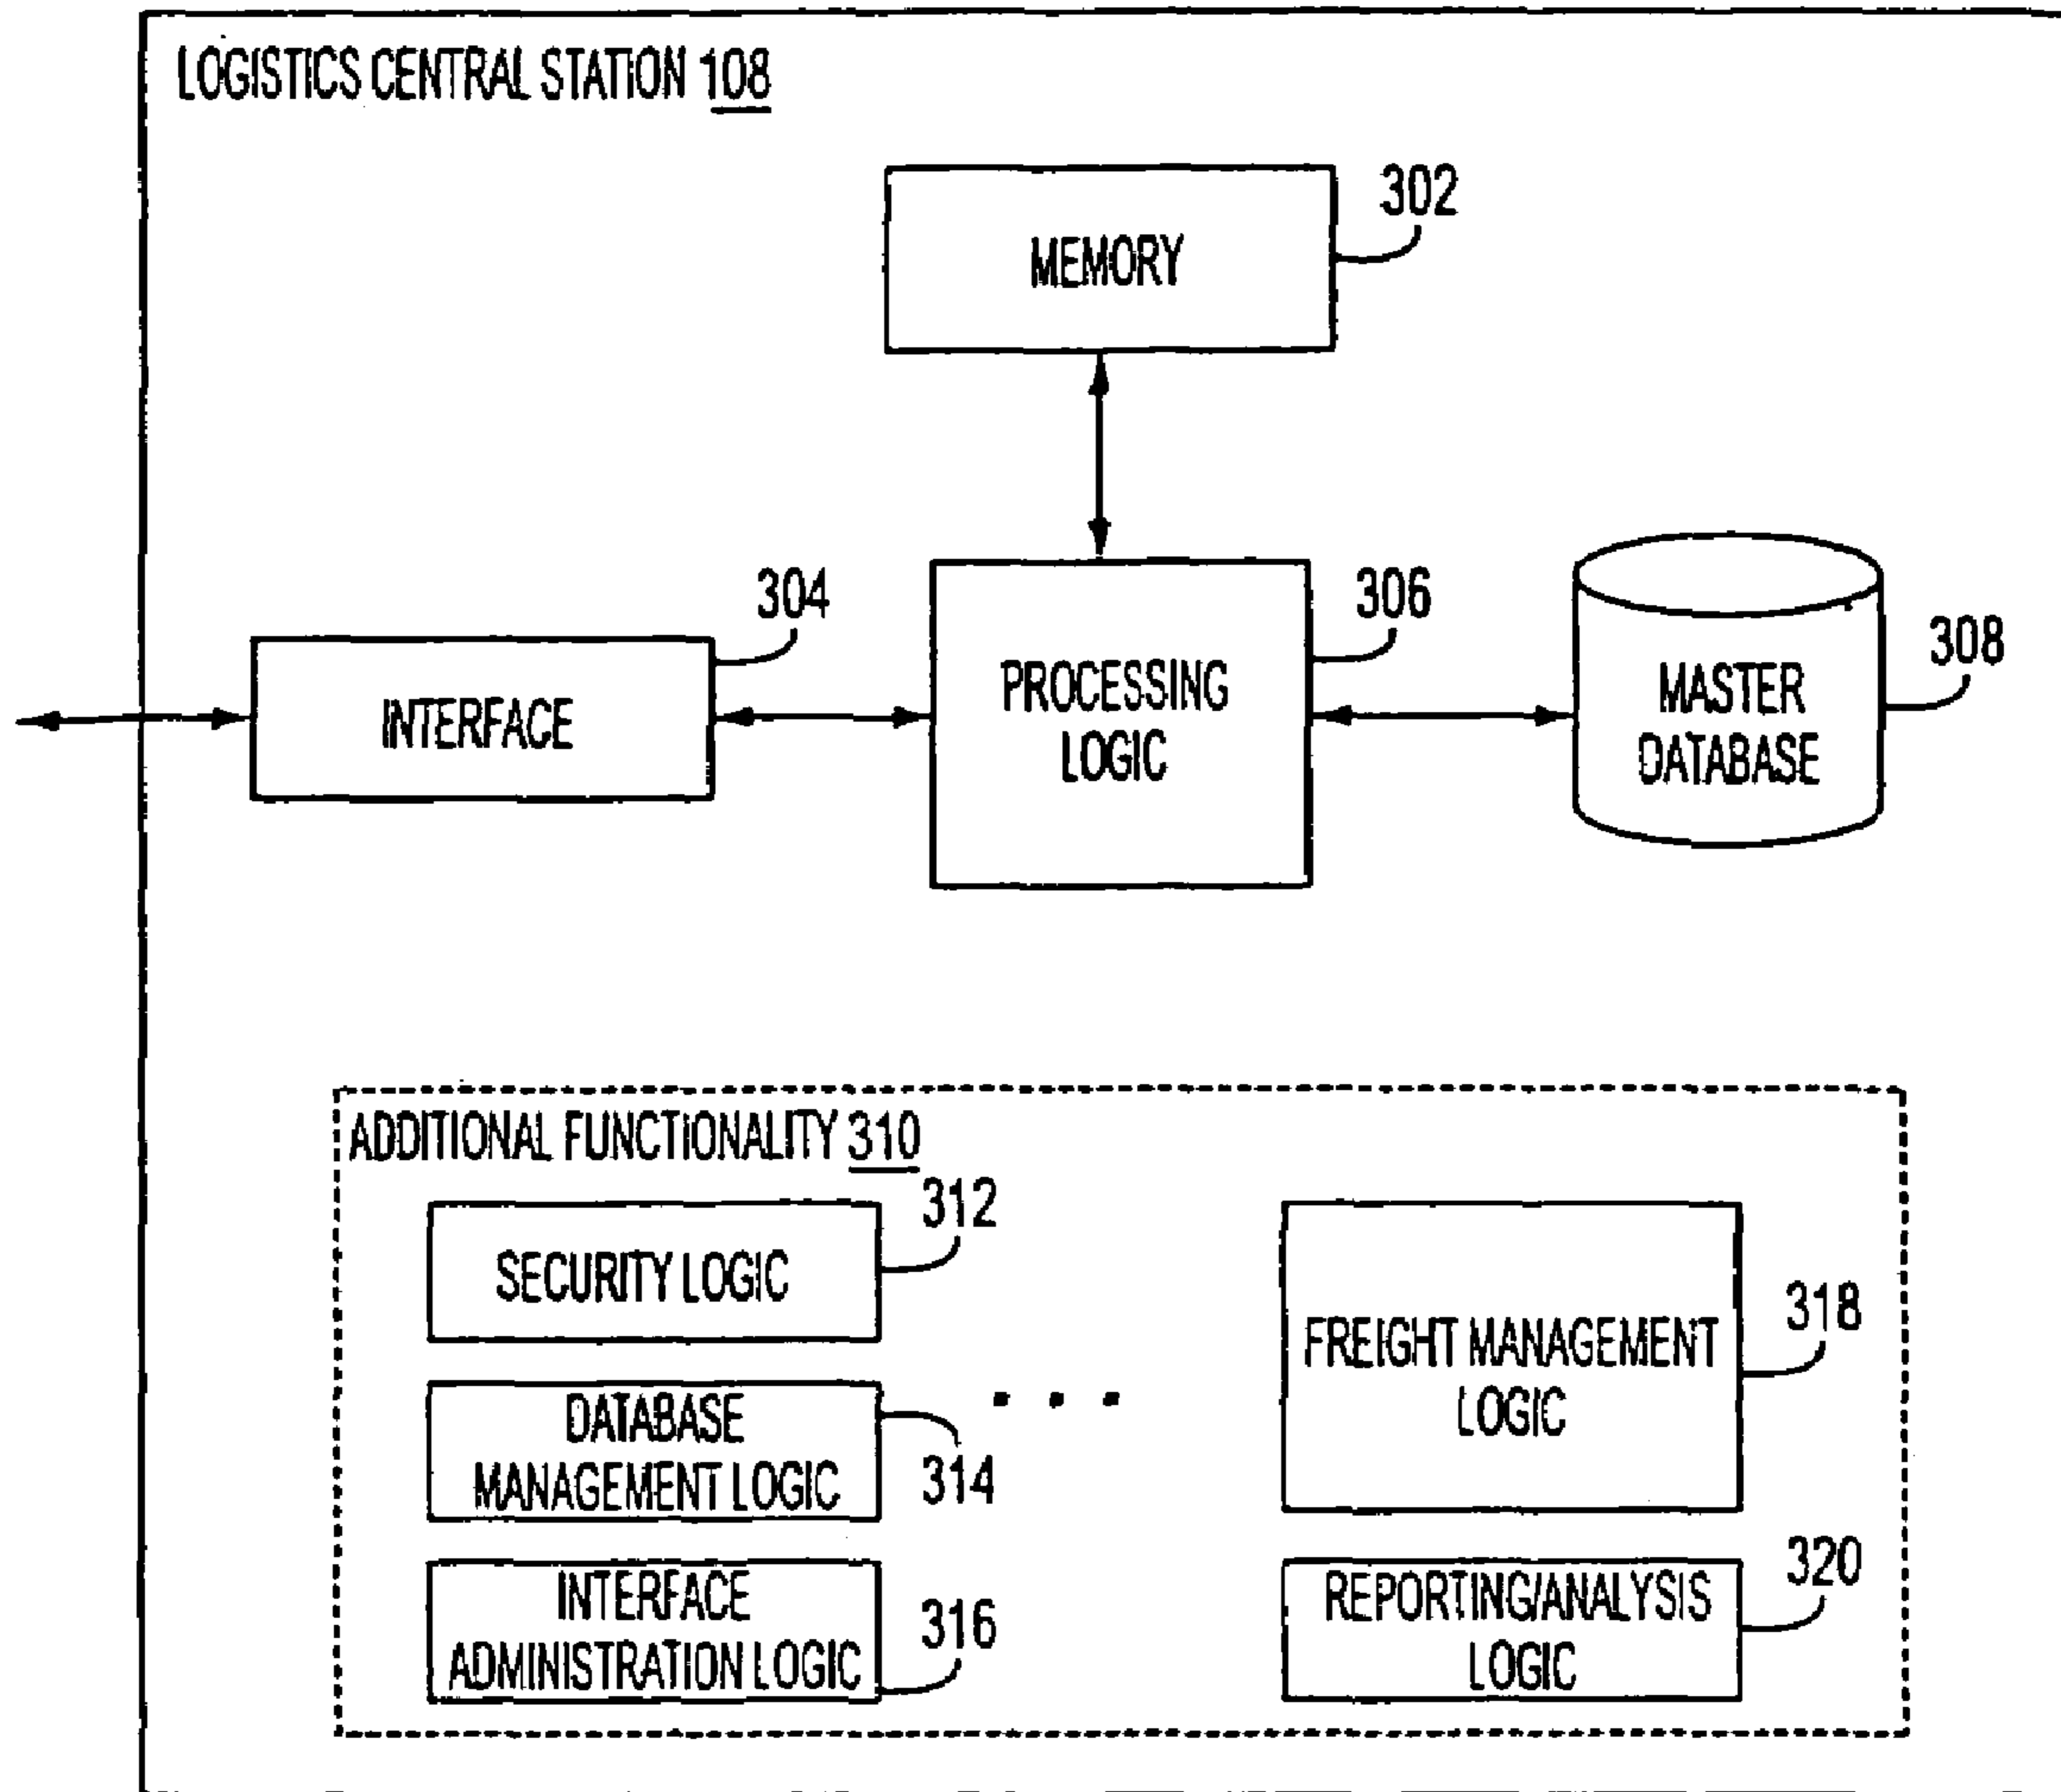 LOGISTICS CENTRAL STATION 108
302
MEMORY
304
306
308
INTERFACE
PROCESSING
LOGIC
MASTER
DATABASE
ADDITIONAL FUNCTIONALITY 310
312
SECURITY LOGIC
318
FREIGHT MANAGEMENT
LOGIC
DATABASE
MANAGEMENT LOGIC
314
. . .
320
INTERFACE
ADMINISTRATION LOGIC
316
REPORTING/ANALYSIS
LOGIC